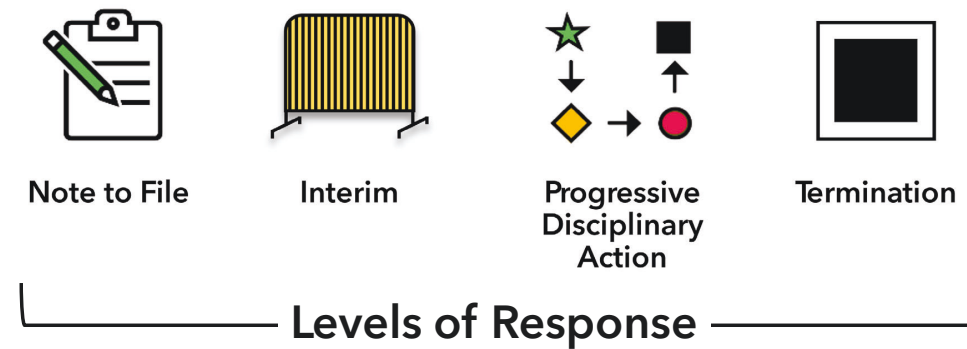 Note to File
Interim
Progressive
Disciplinary
Action
Termination
Levels of Response